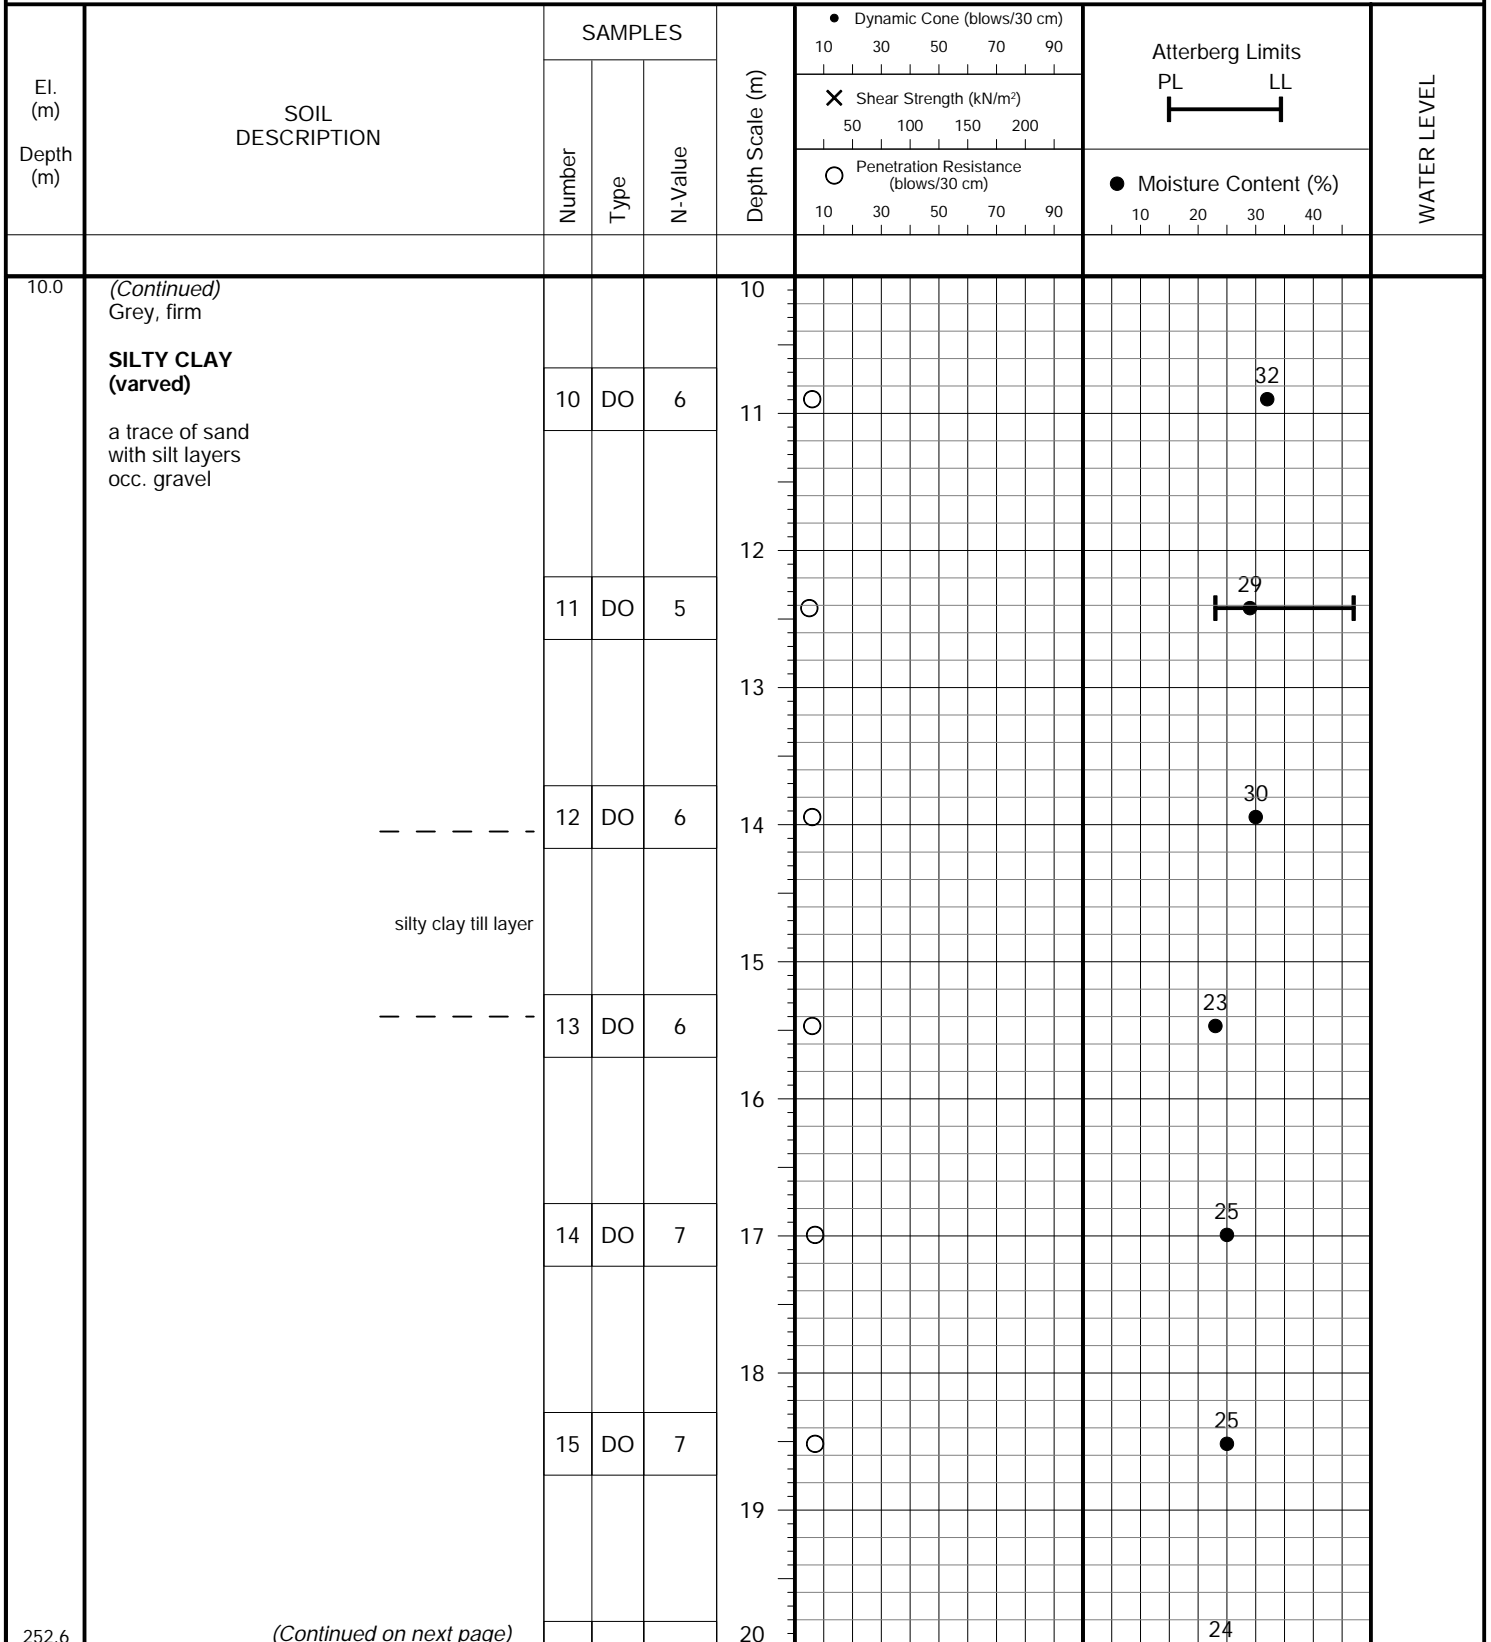 El.
(m)
Depth
(m)
SOIL
DESCRIPTION
SAMPLES
Number
Type
N-Value
Depth Scale (m)
Dynamic Cone (blows/30 cm)
10 30 50 70 90
Shear Strength (kN/m²)
50 100 150 200
Penetration Resistance
(blows/30 cm)
10 30 50 70 90
Atterberg Limits
PL LL
Moisture Content (%)
10 20 30 40
WATER LEVEL
10.0
(Continued)
Grey, firm
SILTY CLAY
(varved)
a trace of sand
with silt layers
occ. gravel
10
32
10 DO 6
11
12
29
11 DO 5
13
30
12 DO 6
14
silty clay till layer
15
23
13 DO 6
16
25
14 DO 7
17
18
25
15 DO 7
19
24
252.6
(Continued on next page)
20